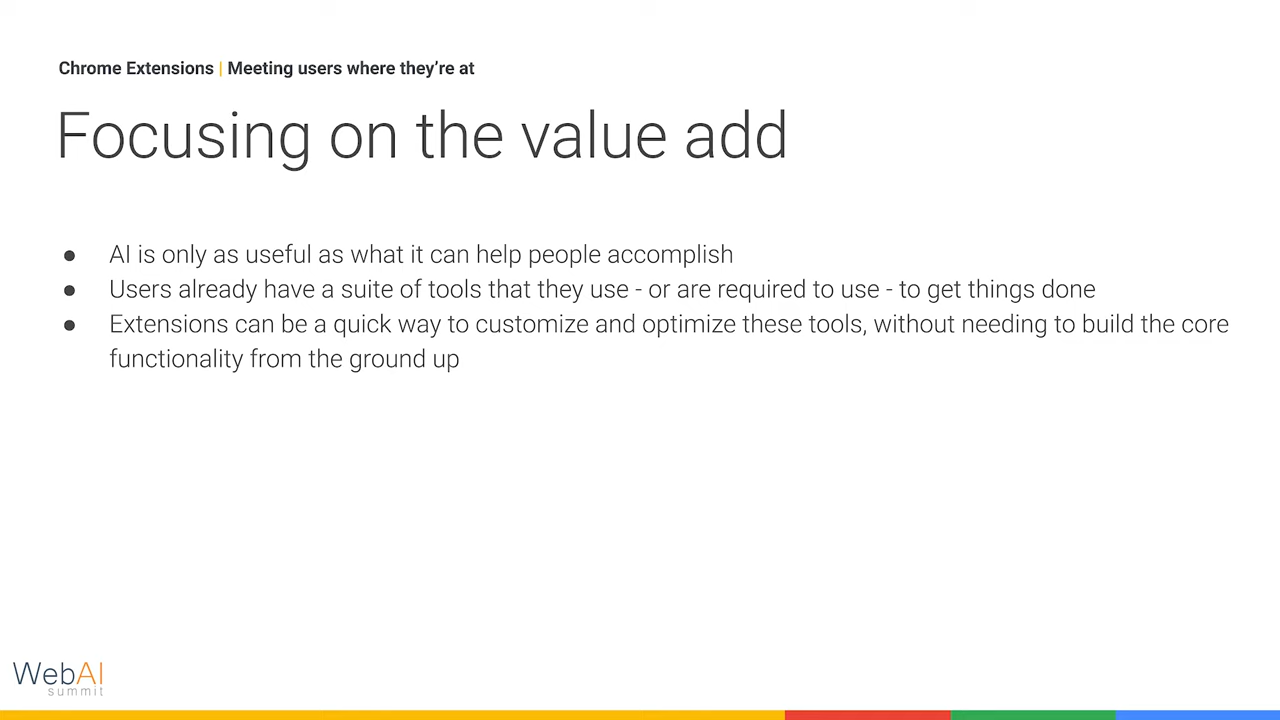 Chrome Extensions | Meeting users where they're at
Focusing on the value add
● AI is only as useful as what it can help people accomplish
● Users already have a suite of tools that they use - or are required to use - to get things done
● Extensions can be a quick way to customize and optimize these tools, without needing to build the core
functionality from the ground up
WebAI
summit